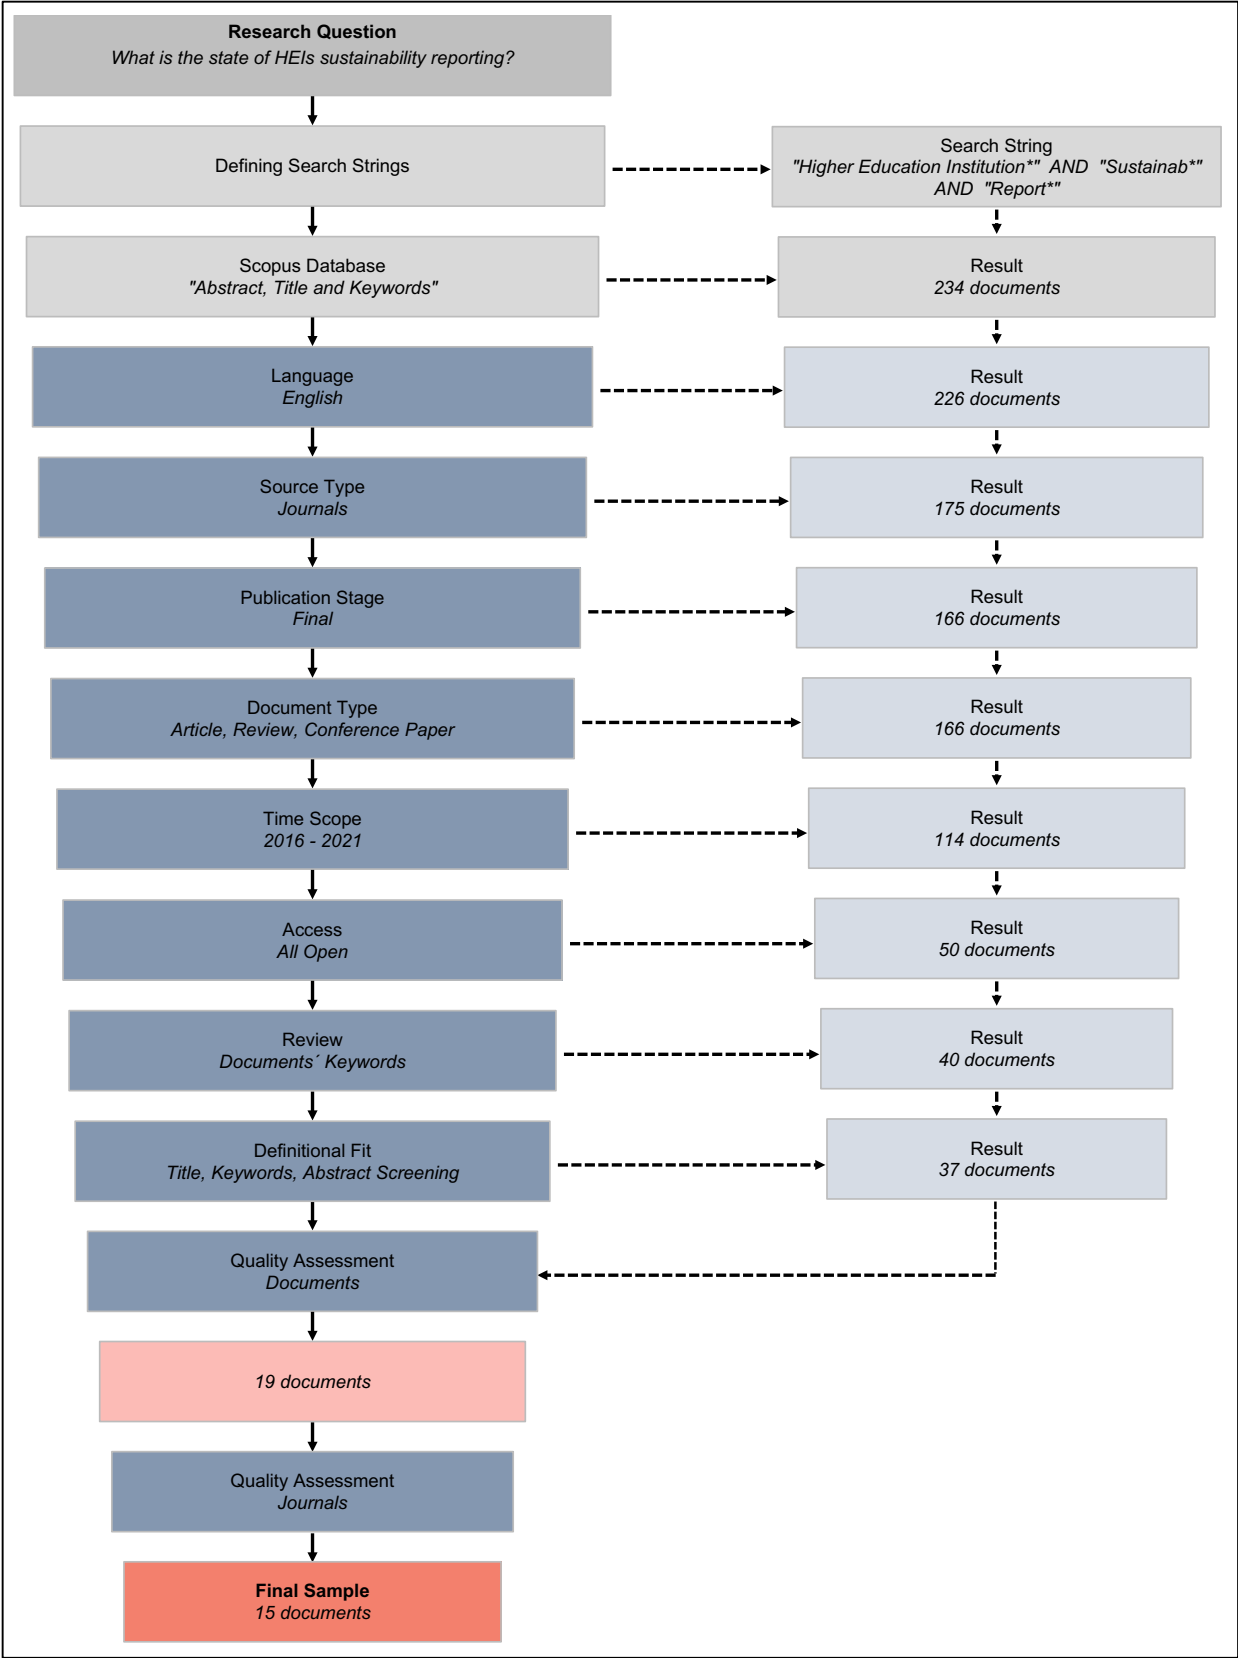 Research Question
What is the state of HEIs sustainability reporting?
Defining Search Strings
Search String
"Higher Education Institution*" AND "Sustainab*"
AND "Report*"
Scopus Database
"Abstract, Title and Keywords"
Result
234 documents
Language
English
Result
226 documents
Source Type
Journals
Result
175 documents
Publication Stage
Final
Result
166 documents
Document Type
Article, Review, Conference Paper
Result
166 documents
Time Scope
2016 - 2021
Result
114 documents
Access
All Open
Result
50 documents
Review
Documents´ Keywords
Result
40 documents
Definitional Fit
Title, Keywords, Abstract Screening
Result
37 documents
Quality Assessment
Documents
19 documents
Quality Assessment
Journals
Final Sample
15 documents